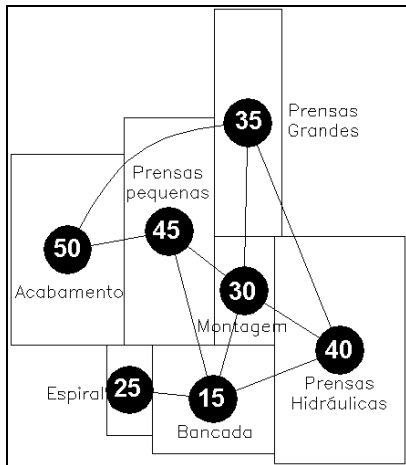 35
Prensas
Grandes
Prensas
pequenas
45
50
Acabamento
30
Montagem
40
Prensas
Hidráulicas
Espiral
25
15
Bancada